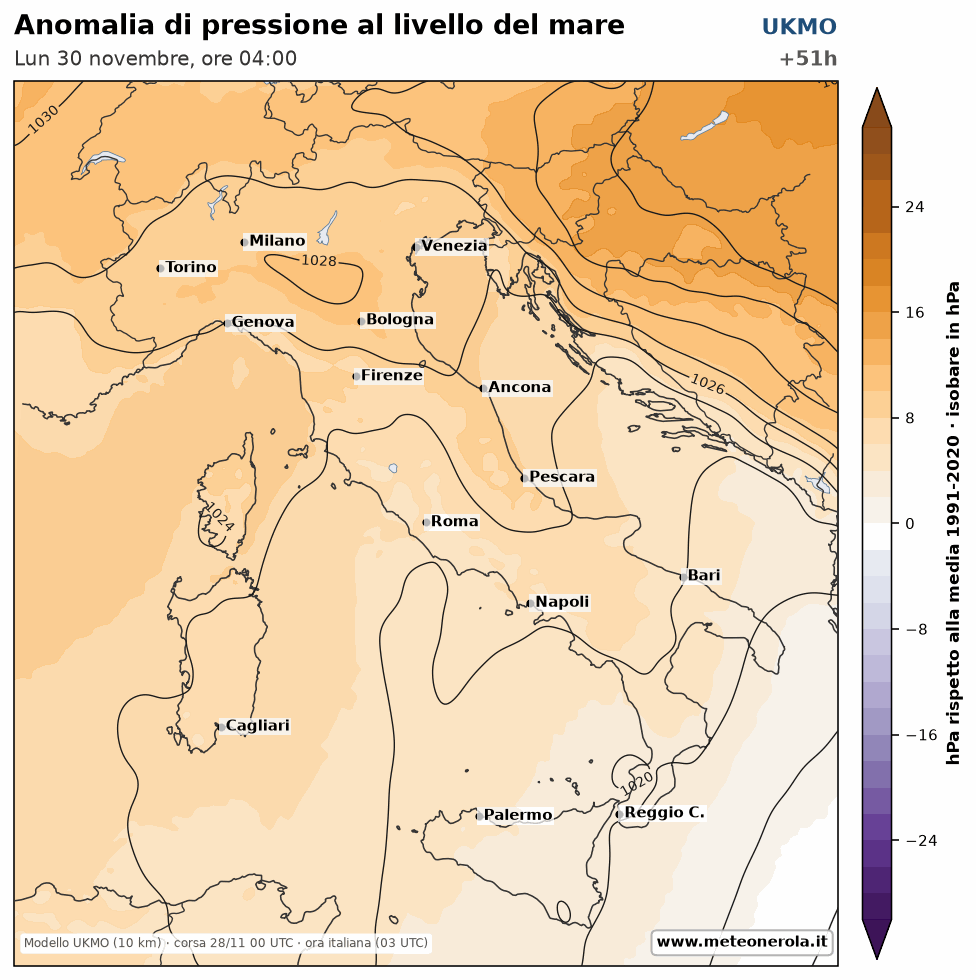 Anomalia di pressione al livello del mare
UKMO
Lun 30 novembre, ore 04:00
+51h
1030
Milano
Venezia
Torino
1028
Genova
Bologna
Firenze
Ancona
1026
Pescara
1024
Roma
Bari
Napoli
Cagliari
1020
Palermo
Reggio C.
Modello UKMO (10 km) · corsa 28/11 00 UTC · ora italiana (03 UTC)
www.meteonerola.it
24
16
8
0
−8
−16
−24
hPa rispetto alla media 1991-2020 · isobare in hPa